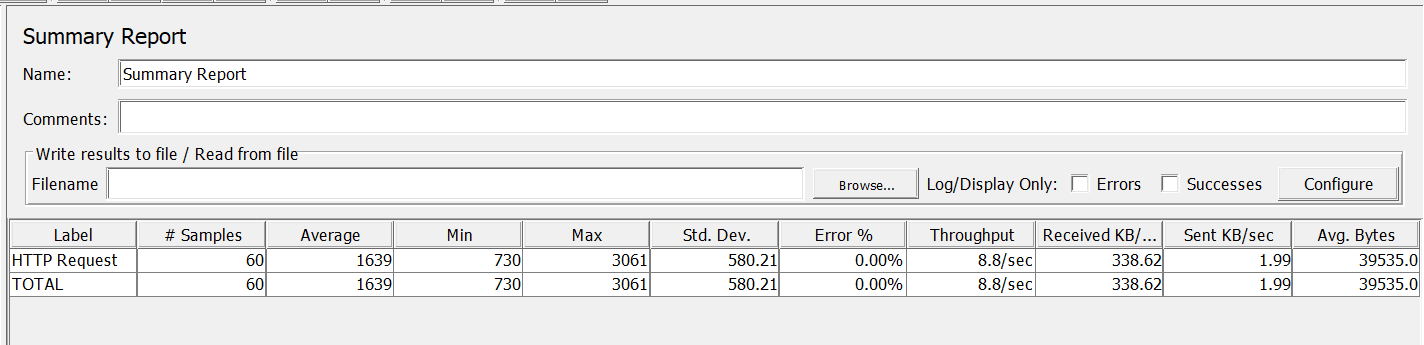 Summary Report
Name: Summary Report
Comments:
Write results to file / Read from file
Filename Browse... Log/Display Only: Errors Successes Configure
Label # Samples Average Min Max Std. Dev. Error % Throughput Received KB/... Sent KB/sec Avg. Bytes
HTTP Request 60 1639 730 3061 580.21 0.00% 8.8/sec 338.62 1.99 39535.0
TOTAL 60 1639 730 3061 580.21 0.00% 8.8/sec 338.62 1.99 39535.0